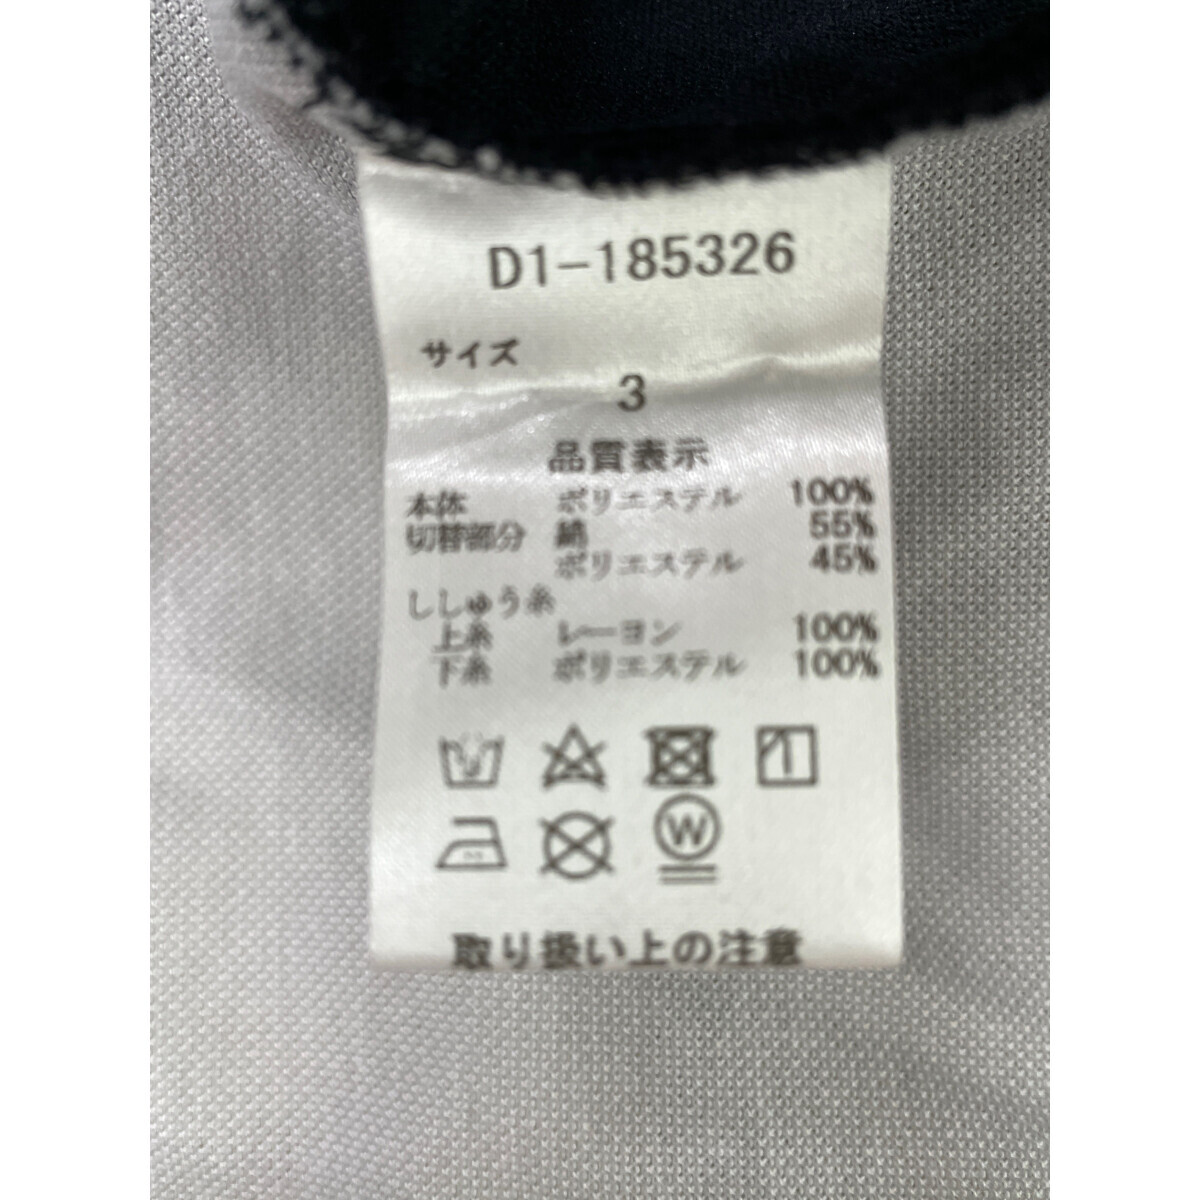 D1-185326
サイズ
3
品質表示
本体 ポリエステル 100%
切替部分 綿 55%
ポリエステル 45%
ししゅう糸
上糸 レーヨン 100%
下糸 ポリエステル 100%
W
取り扱い上の注意